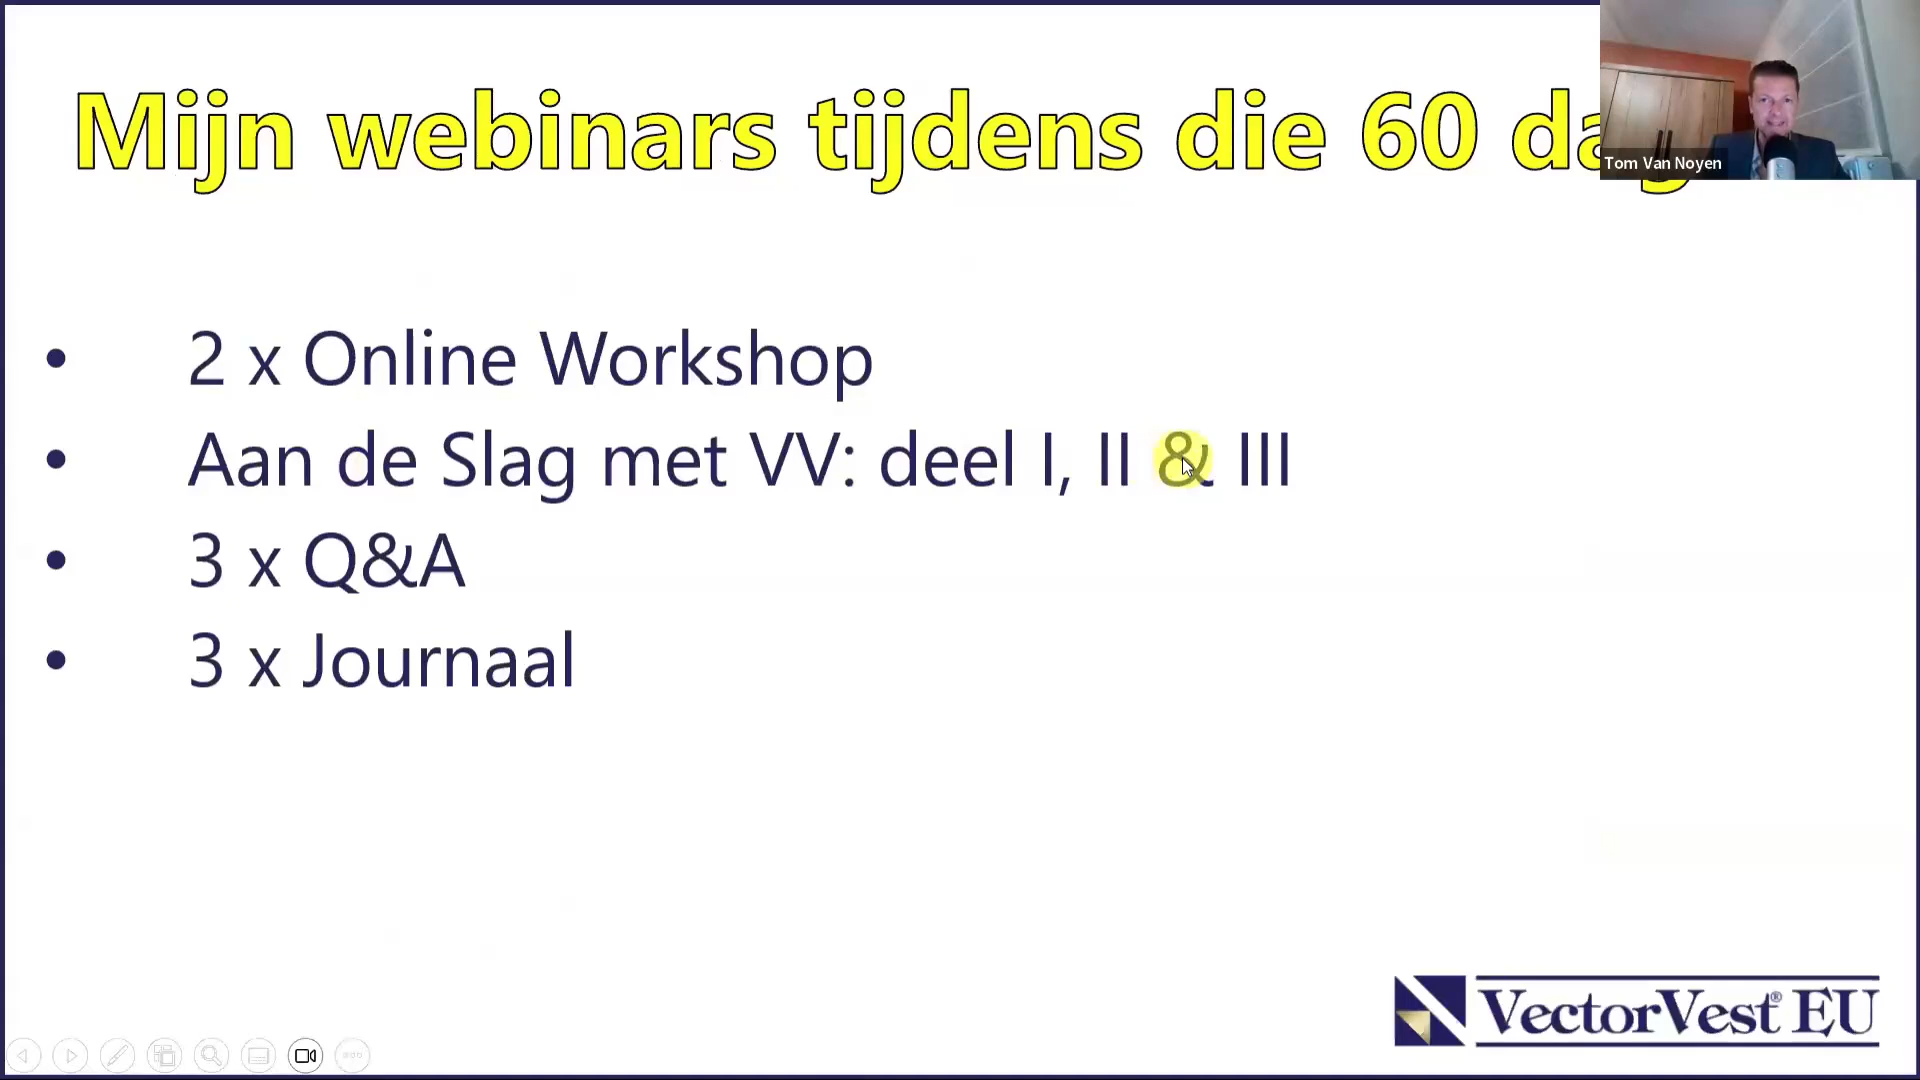 Mijn webinars tijdens die 60
Tom Van Noyen
• 2 x Online Workshop
• Aan de Slag met VV: deel I, II & III
• 3 x Q&A
• 3 x Journaal
VectorVest® EU